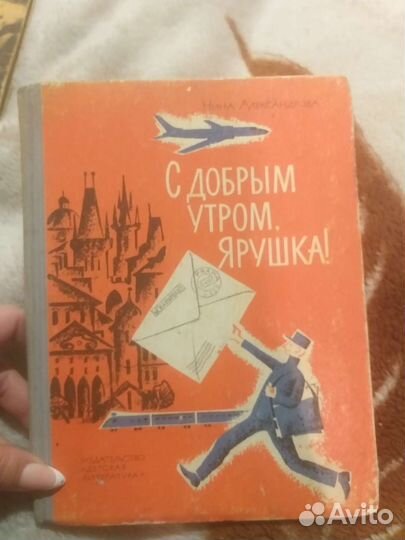 НИНА АЛЕКСАНДРОВА
С ДОБРЫМ
УТРОМ,
ЯРУШКА!
ИЗДАТЕЛЬСТВО
"ДЕТСКАЯ
ЛИТЕРАТУРА"
Avito